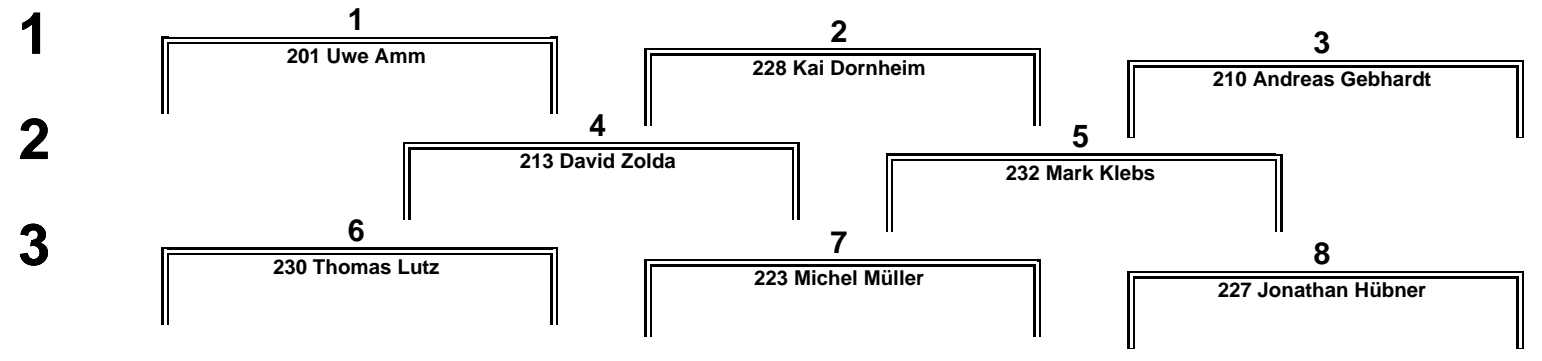 1
1
201 Uwe Amm
2
228 Kai Dornheim
3
210 Andreas Gebhardt
2
4
213 David Zolda
5
232 Mark Klebs
3
6
230 Thomas Lutz
7
223 Michel Müller
8
227 Jonathan Hübner